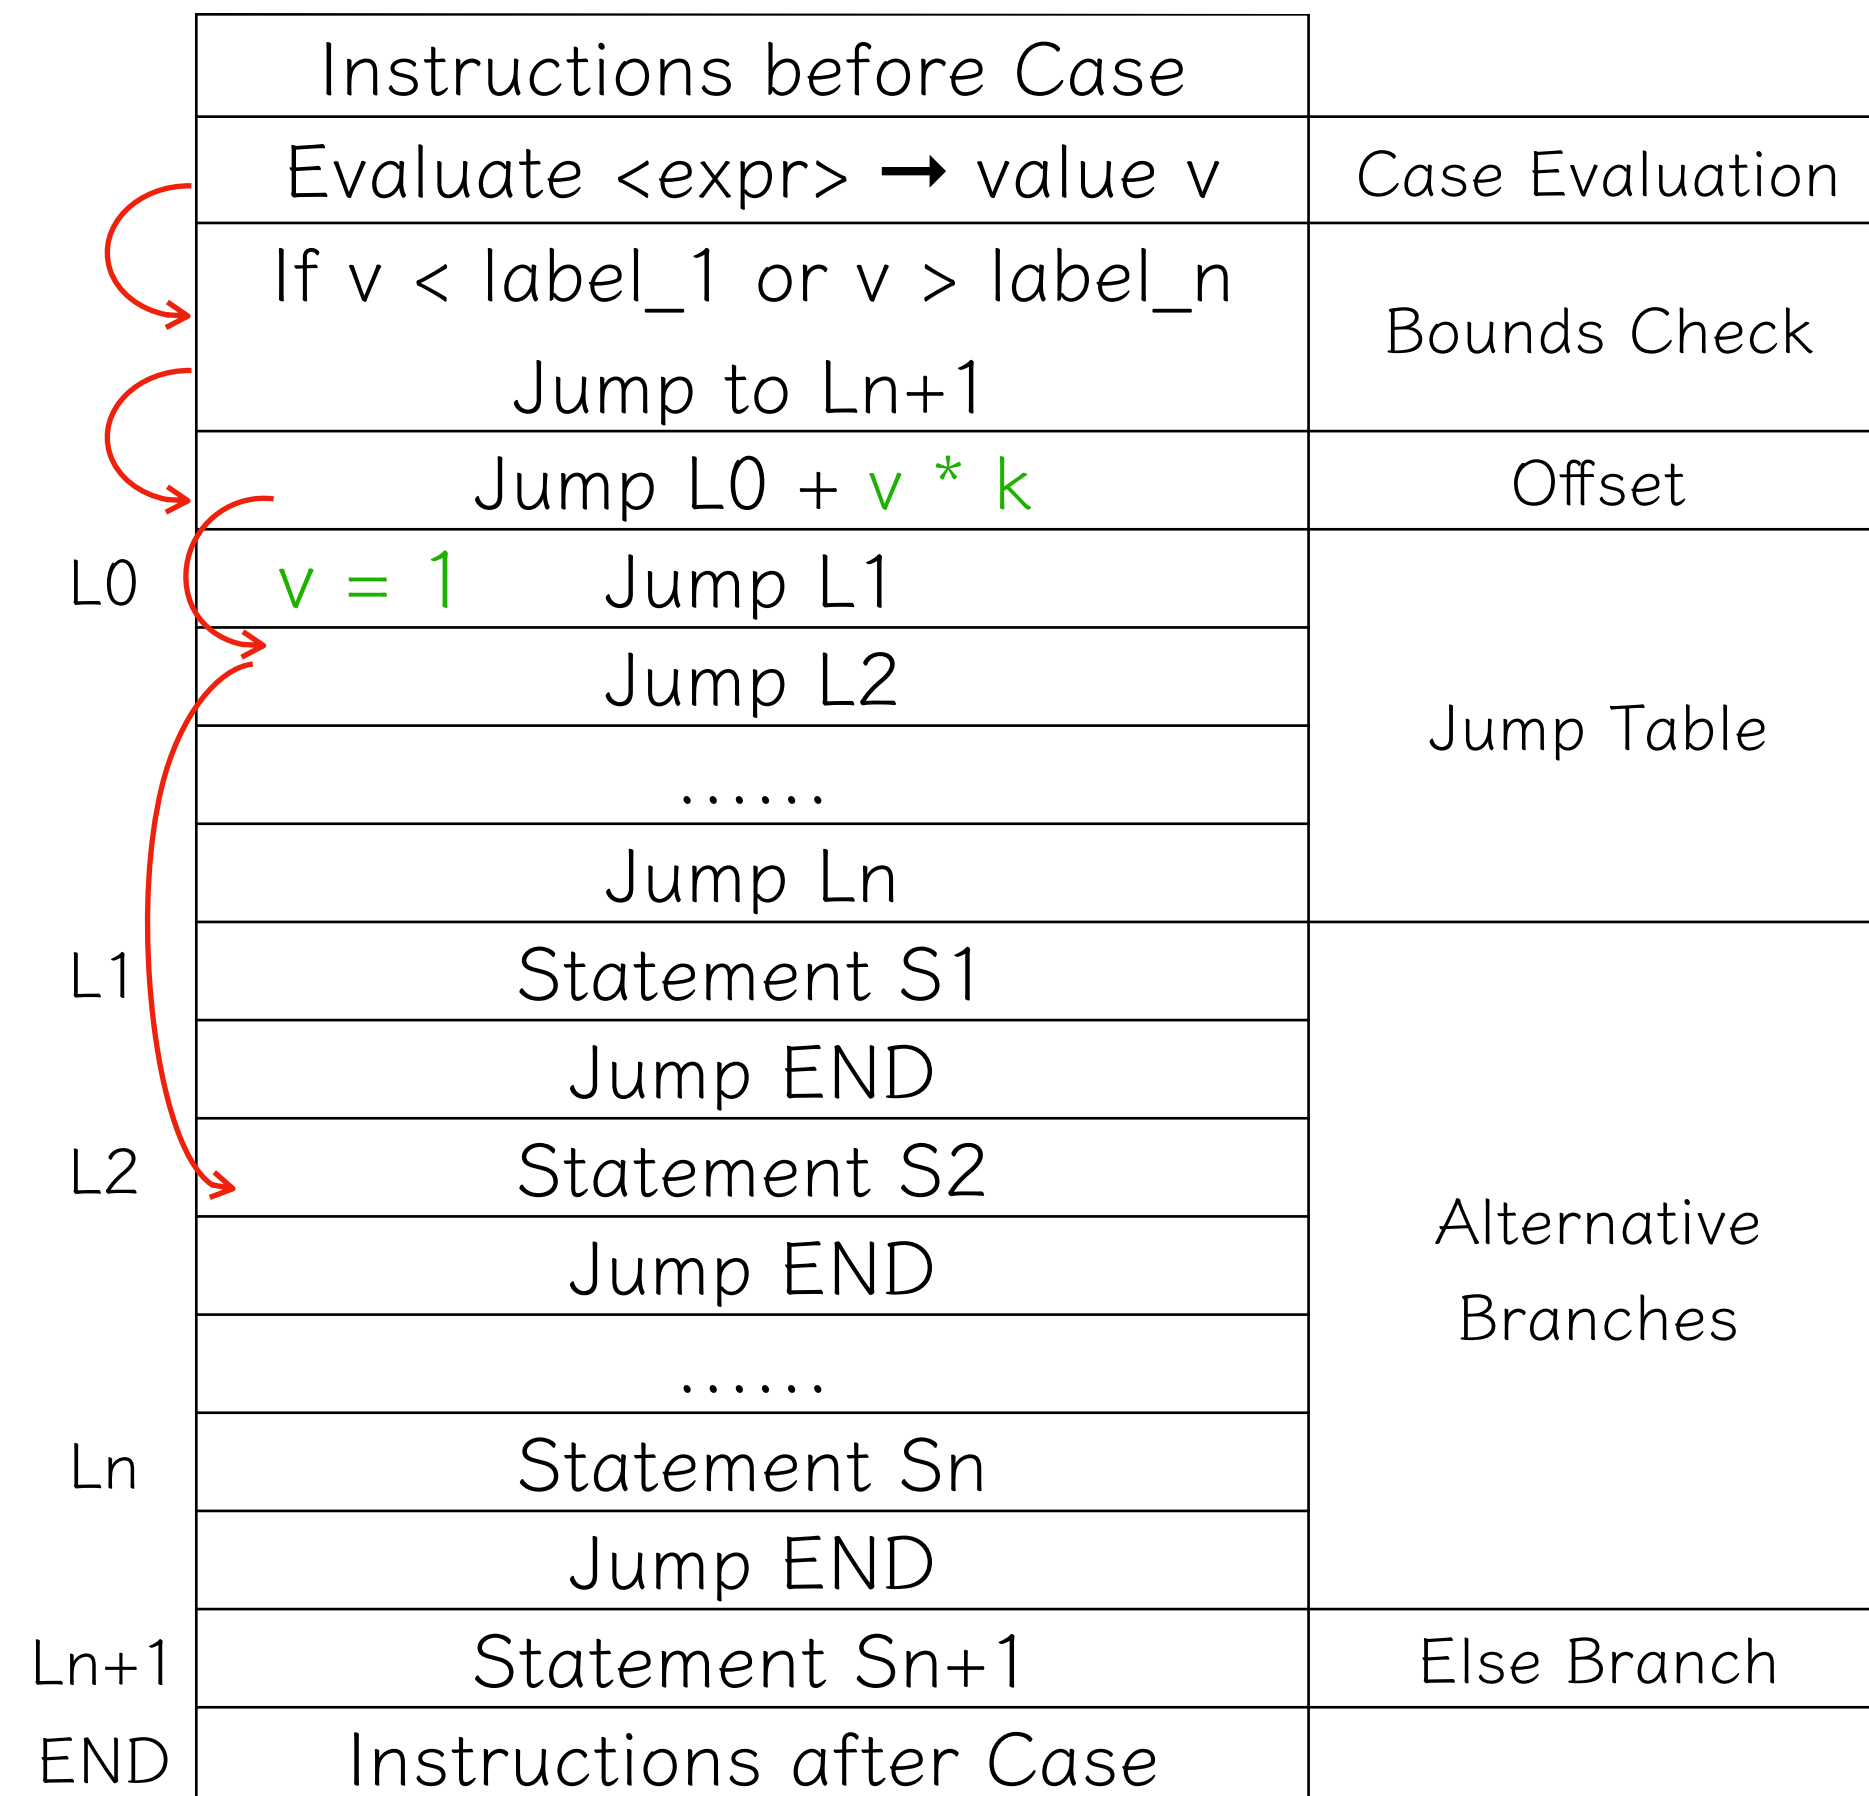 Instructions before Case
Evaluate <expr> → value v
Case Evaluation
If v < label_1 or v > label_n
Jump to Ln+1
Bounds Check
Jump L0 + v * k
Offset
L0
v = 1
Jump L1
Jump L2
......
Jump Ln
Jump Table
L1
Statement S1
Jump END
L2
Statement S2
Jump END
......
Ln
Statement Sn
Jump END
Alternative
Branches
Ln+1
Statement Sn+1
Else Branch
END
Instructions after Case